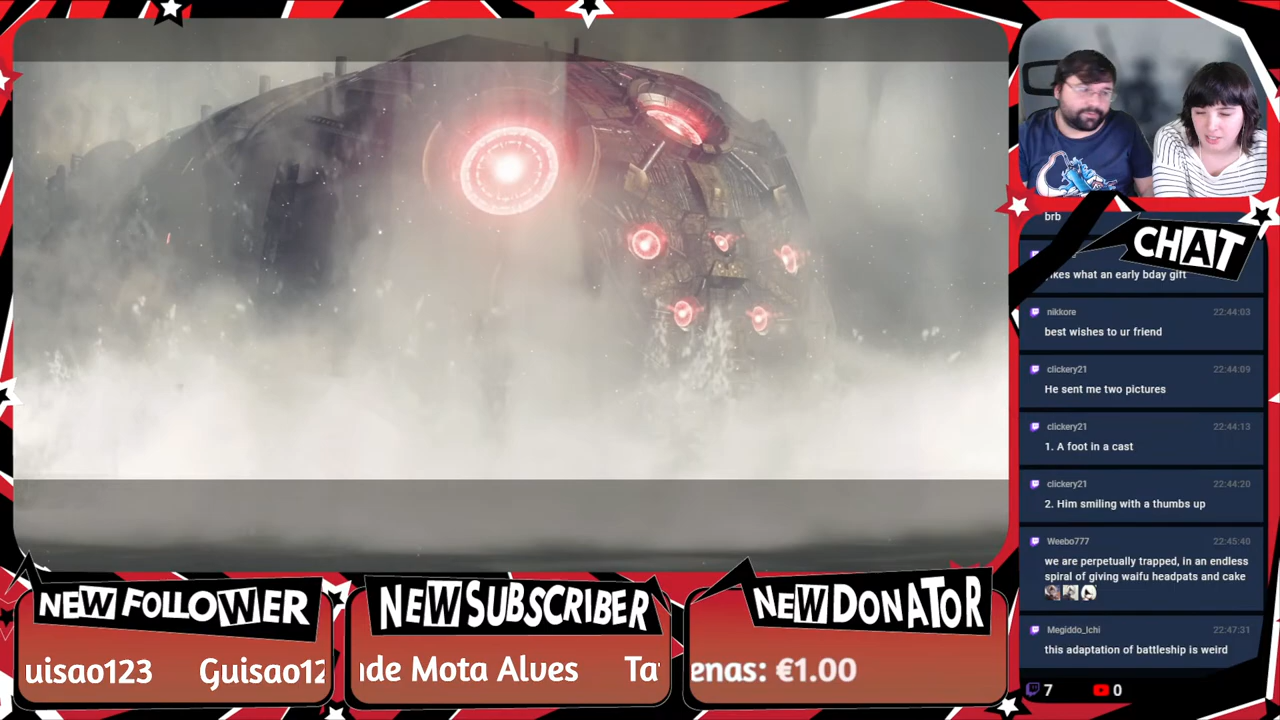 CHAT
brb
what an early bday gift
nikkore 22:44:03
best wishes to ur friend
clickery21 22:44:09
He sent me two pictures
clickery21 22:44:13
1. A foot in a cast
clickery21 22:44:20
2. Him smiling with a thumbs up
Weebo777 22:45:40
we are perpetually trapped, in an endless
spiral of giving waifu headpats and cake
Megiddo_Ichi 22:47:31
this adaptation of battleship is weird
7 0
NEW FOLLOWER
uisao123 Guisao12
NEW SUBSCRIBER
de Mota Alves Ta
NEW DONATOR
enas: €1.00